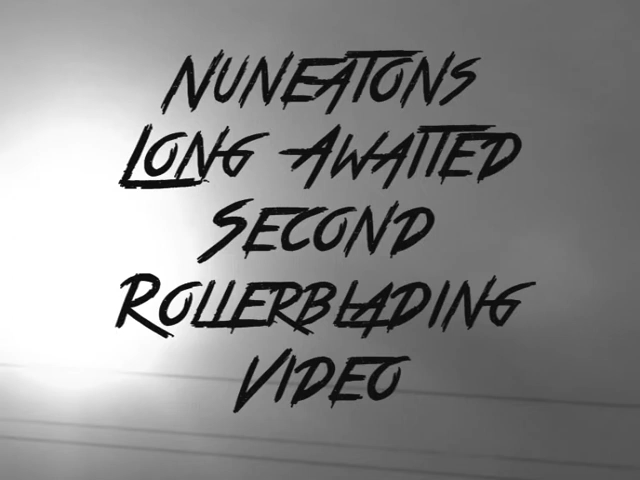 Nuneatons
Long Awaited
Second
Rollerblading
Video